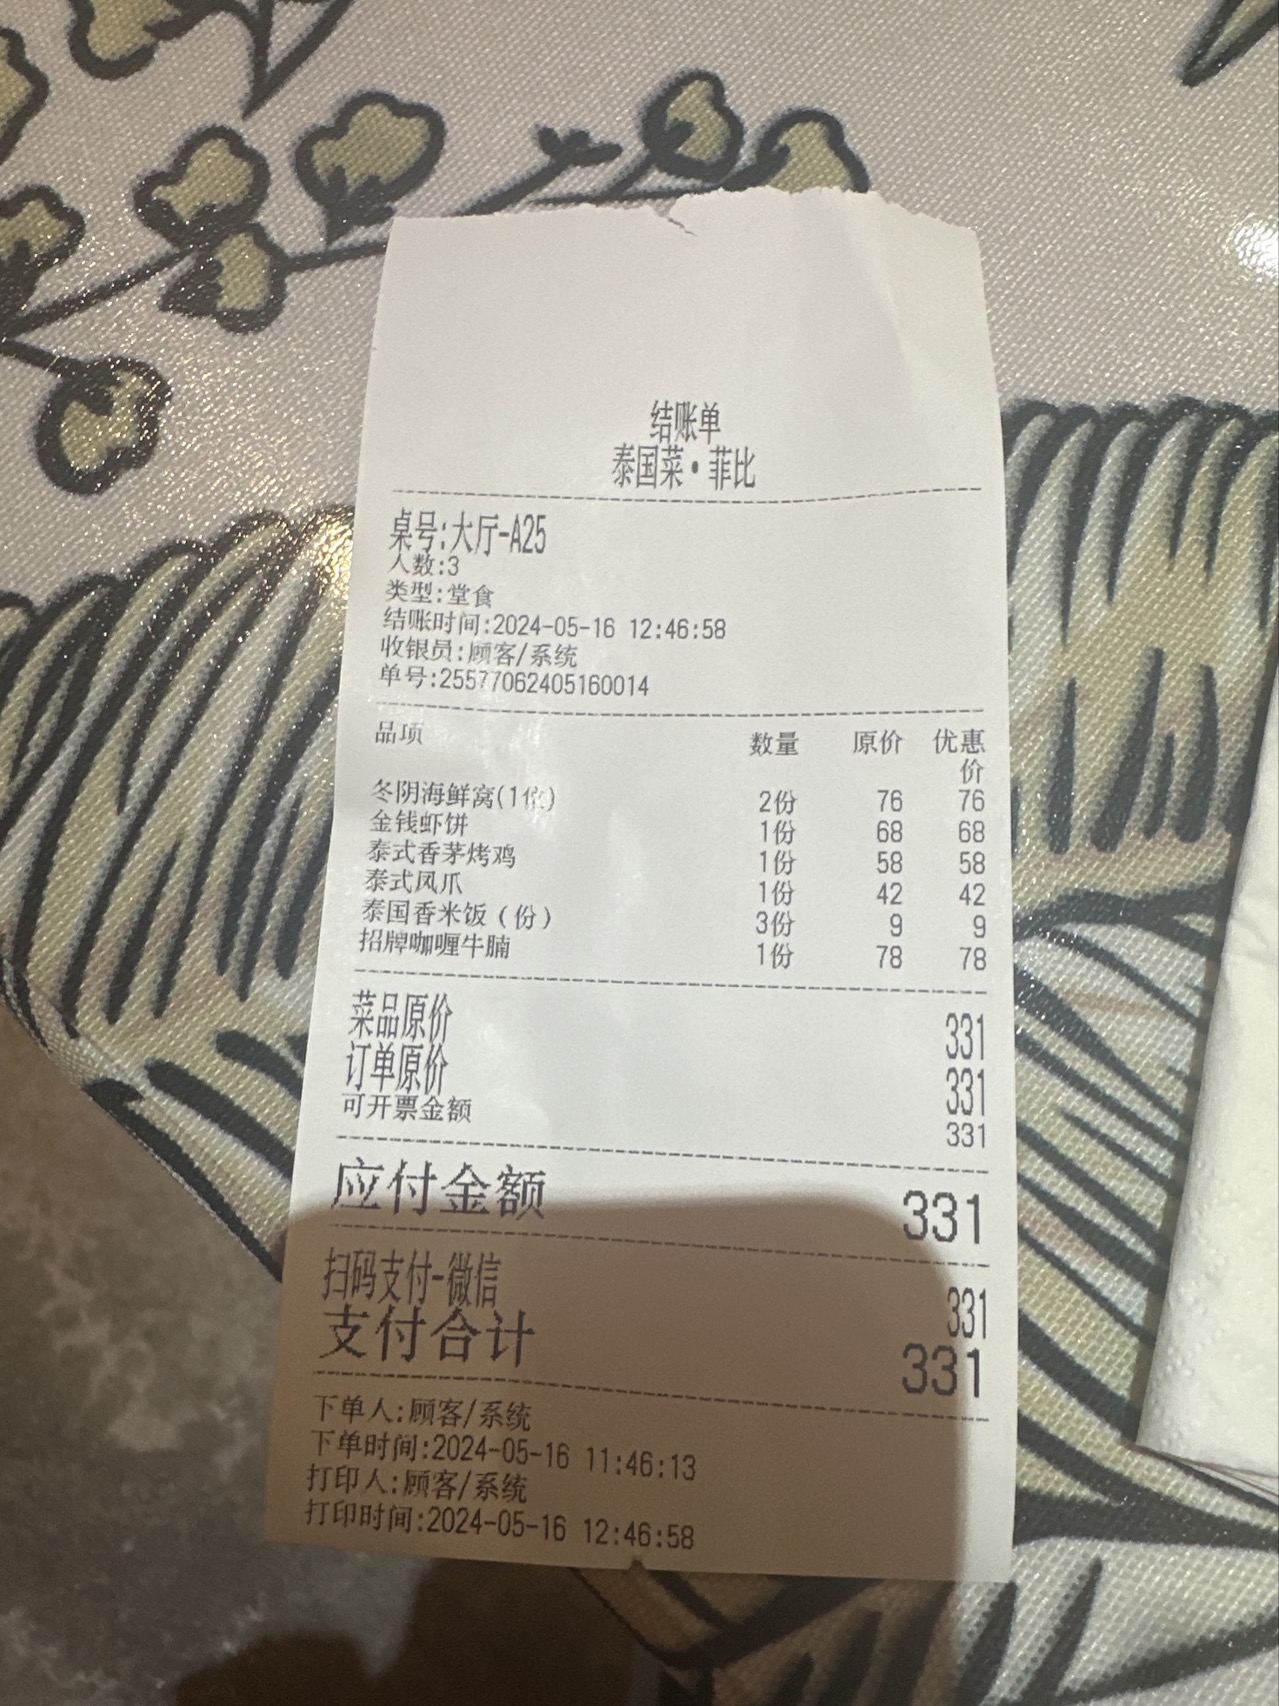 结账单
泰国菜·菲比
桌号:大厅-A25
人数:3
类型:堂食
结账时间:2024-05-16 12:46:58
收银员:顾客/系统
单号:25577062405160014
品项 数量 原价 优惠价
冬阴海鲜窝(1位) 2份 76 76
金钱虾饼 1份 68 68
泰式香茅烤鸡 1份 58 58
泰式凤爪 1份 42 42
泰国香米饭（份） 3份 9 9
招牌咖喱牛腩 1份 78 78
菜品原价 331
订单原价 331
可开票金额 331
应付金额 331
扫码支付-微信 331
支付合计 331
下单人:顾客/系统
下单时间:2024-05-16 11:46:13
打印人:顾客/系统
打印时间:2024-05-16 12:46:58